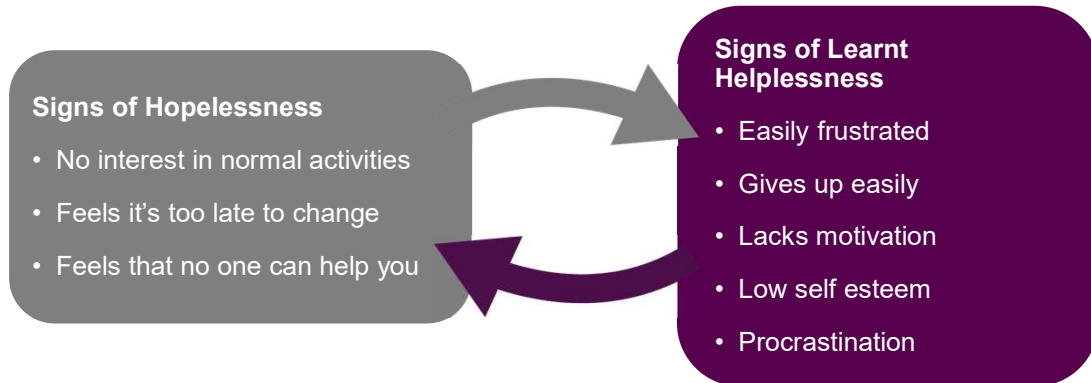 Signs of Hopelessness
• No interest in normal activities
• Feels it’s too late to change
• Feels that no one can help you
Signs of Learnt
Helplessness
• Easily frustrated
• Gives up easily
• Lacks motivation
• Low self esteem
• Procrastination